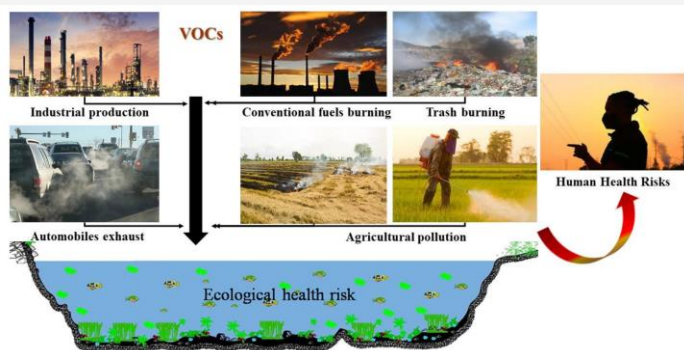 VOCs
Industrial production
Conventional fuels burning
Trash burning
Human Health Risks
Automobiles exhaust
Agricultural pollution
Ecological health risk